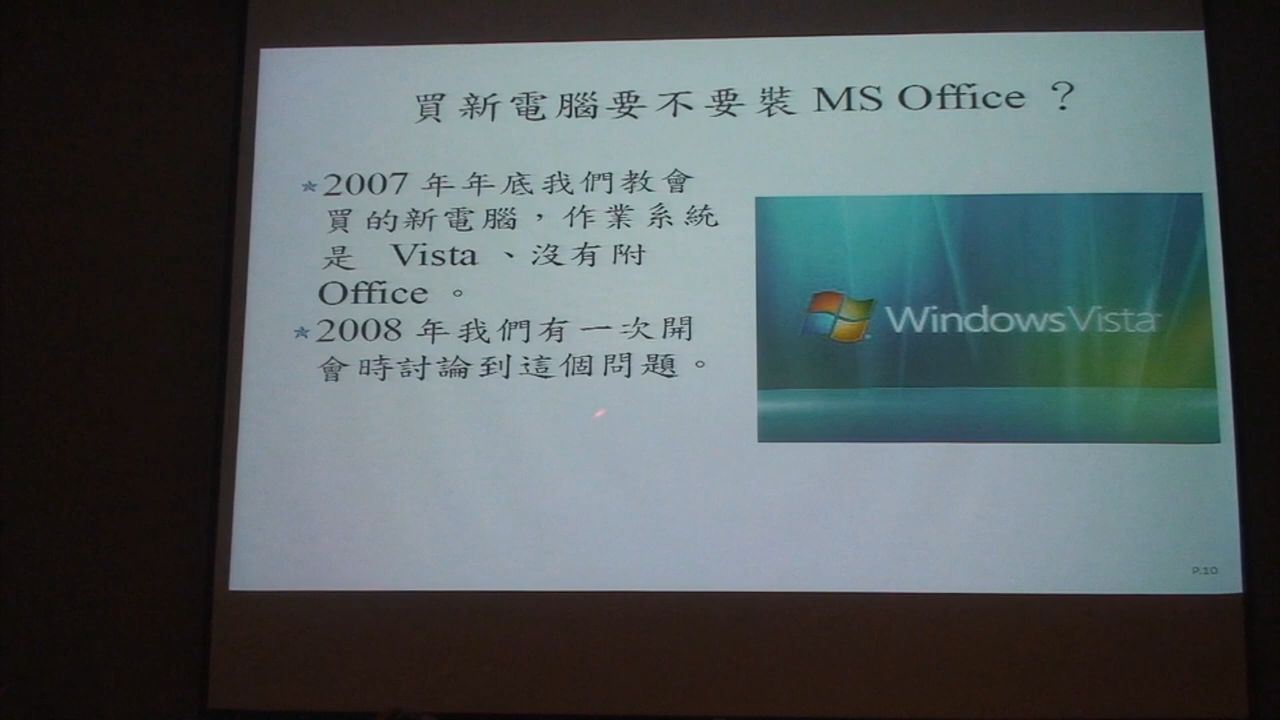 買新電腦要不要裝 MS Office ？
*2007 年年底我們教會
買的新電腦，作業系統
是 Vista 、沒有附
Office 。
*2008 年我們有一次開
會時討論到這個問題。
Windows Vista
P.10